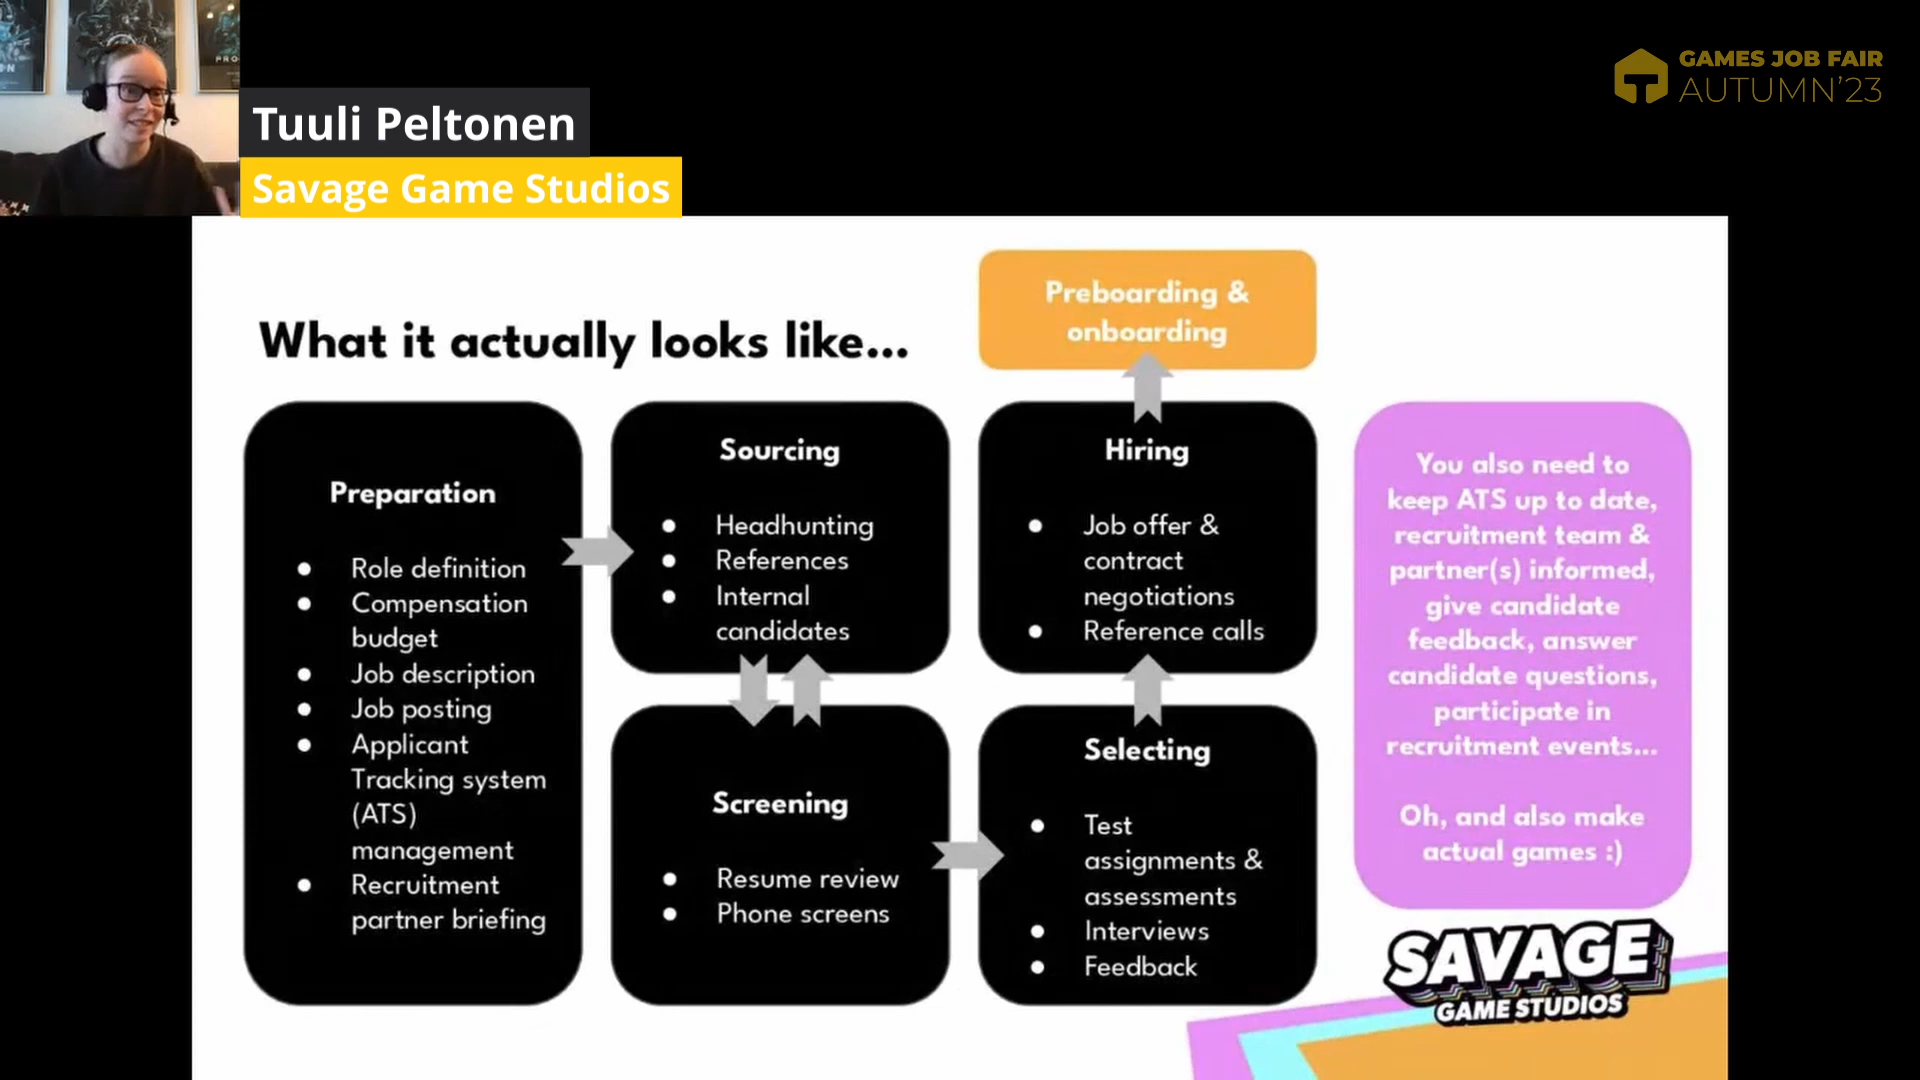 GAMES JOB FAIR
AUTUMN'23
Tuuli Peltonen
Savage Game Studios
What it actually looks like...
Preboarding &
onboarding
Preparation
● Role definition
● Compensation
budget
● Job description
● Job posting
● Applicant
Tracking system
(ATS)
management
● Recruitment
partner briefing
Sourcing
● Headhunting
● References
● Internal
candidates
Screening
● Resume review
● Phone screens
Hiring
● Job offer &
contract
negotiations
● Reference calls
Selecting
● Test
assignments &
assessments
● Interviews
● Feedback
You also need to
keep ATS up to date,
recruitment team &
partner(s) informed,
give candidate
feedback, answer
candidate questions,
participate in
recruitment events...
Oh, and also make
actual games :)
SAVAGE
GAME STUDIOS